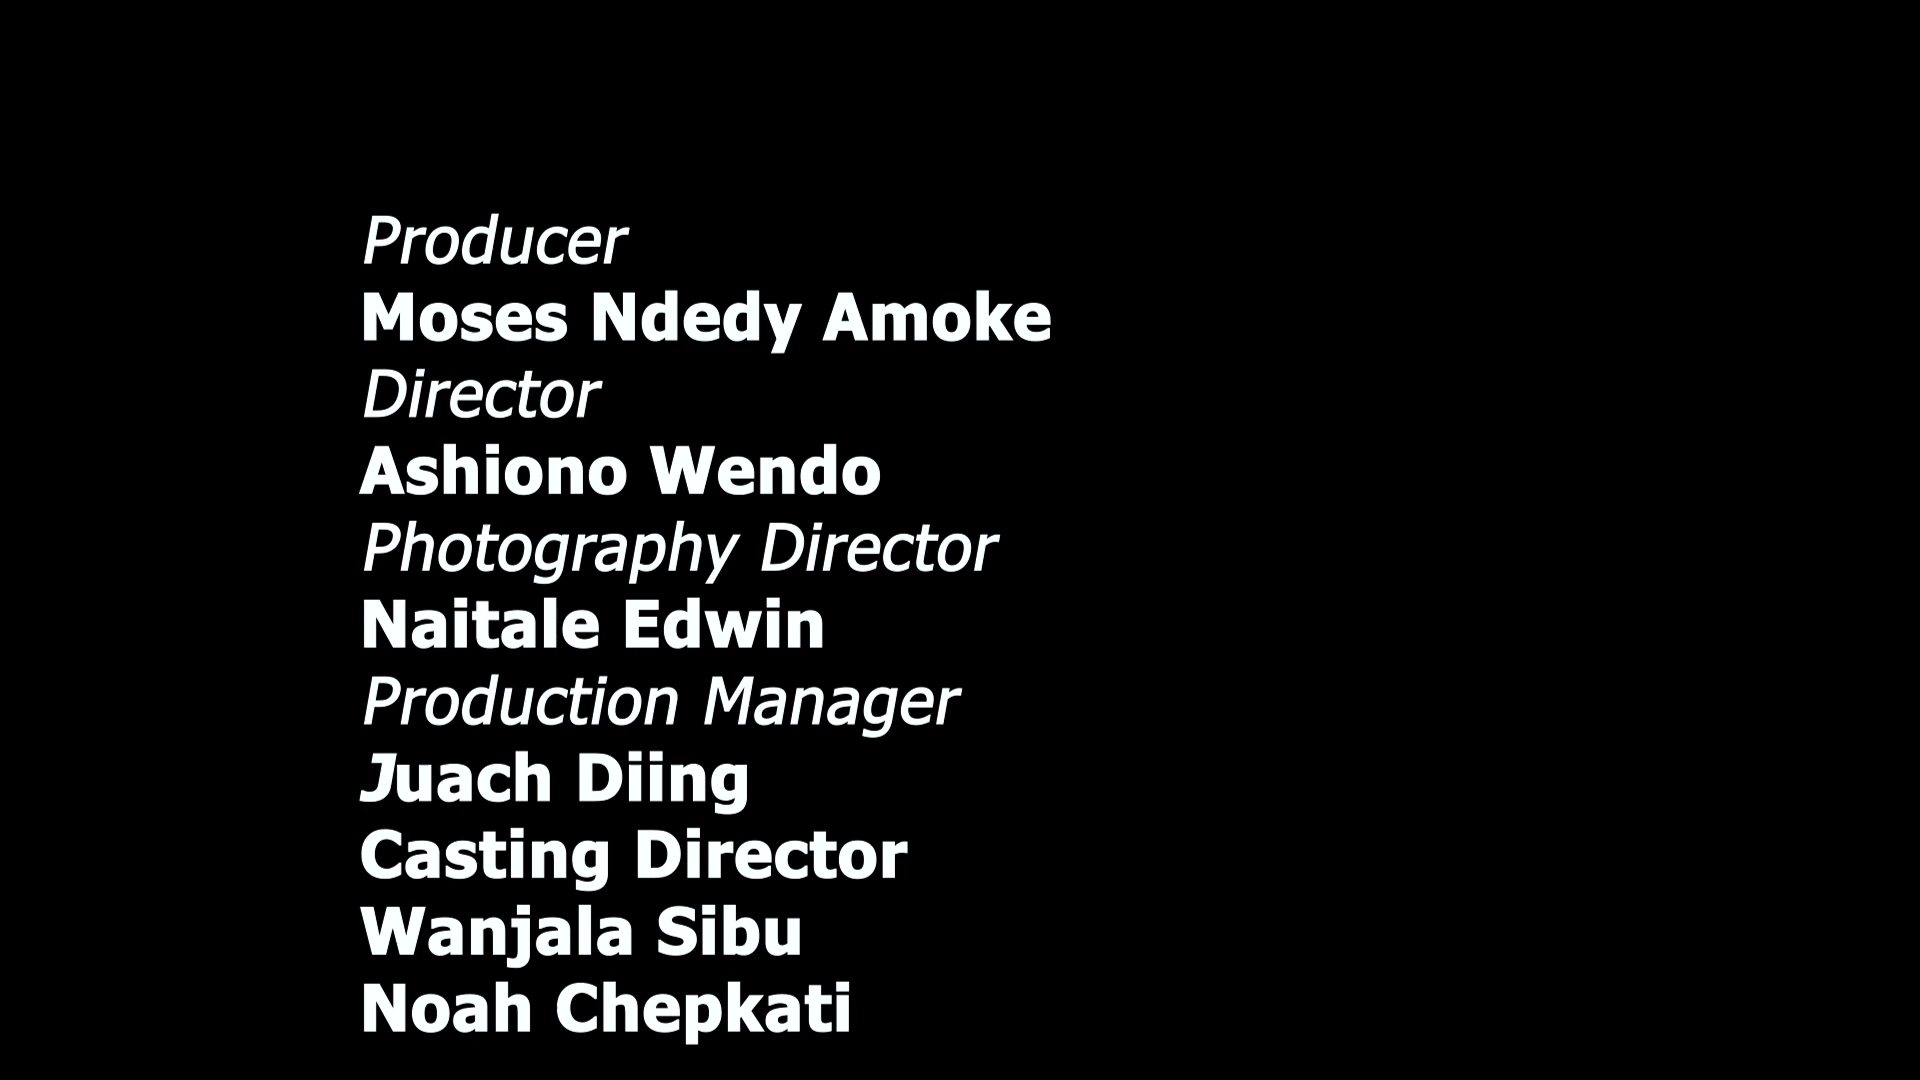 Producer
Moses Ndedy Amoke
Director
Ashiono Wendo
Photography Director
Naitale Edwin
Production Manager
Juach Diing
Casting Director
Wanjala Sibu
Noah Chepkati